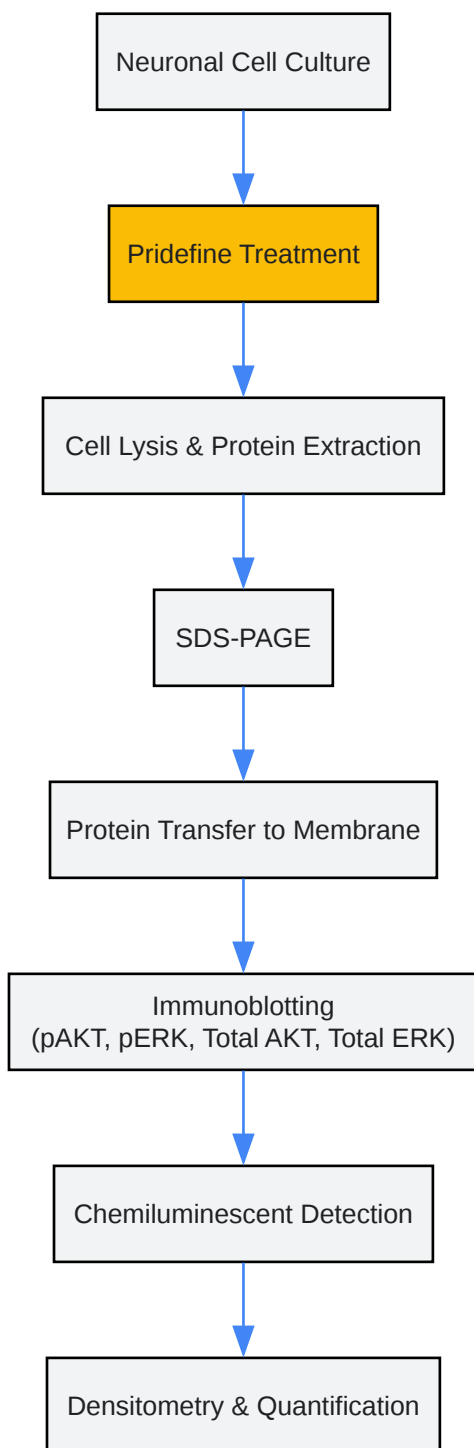 Neuronal Cell Culture
Pridefine Treatment
Cell Lysis & Protein Extraction
SDS-PAGE
Protein Transfer to Membrane
Immunoblotting
(pAKT, pERK, Total AKT, Total ERK)
Chemiluminescent Detection
Densitometry & Quantification